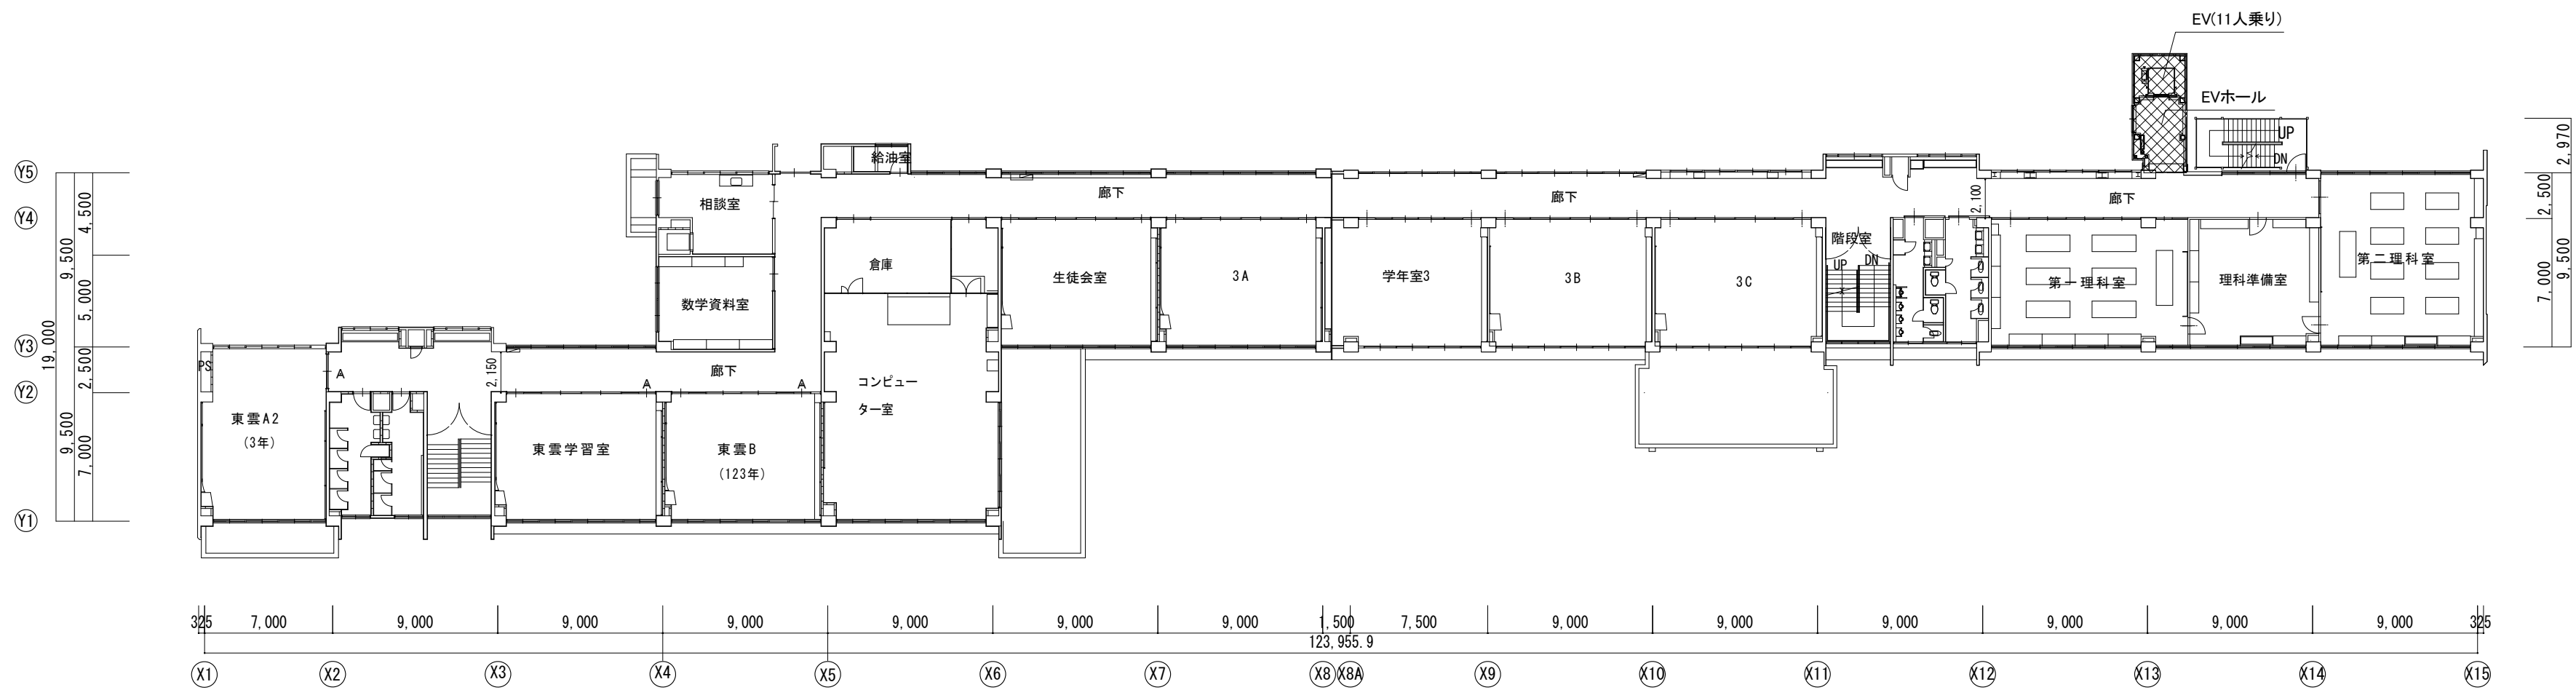 EV(11人乗り)
EVホール
UP
DN
2,970
Y5
給油室
廊下
廊下
廊下
2,100
2,500
相談室
Y4
4,500
9,500
階段室
UP
DN
倉庫
生徒会室
3A
学年室3
3B
3C
第一理科室
理科準備室
第二理科室
7,000
9,500
数学資料室
5,000
19,000
Y3
PS
A
2,150
廊下
A
A
2,500
Y2
コンピュー
ター室
東雲A2
(3年)
東雲学習室
東雲B
(123年)
9,500
7,000
Y1
325
7,000
9,000
9,000
9,000
9,000
9,000
9,000
1,500
7,500
9,000
9,000
9,000
9,000
9,000
9,000
325
123,955.9
X1
X2
X3
X4
X5
X6
X7
X8
X8A
X9
X10
X11
X12
X13
X14
X15